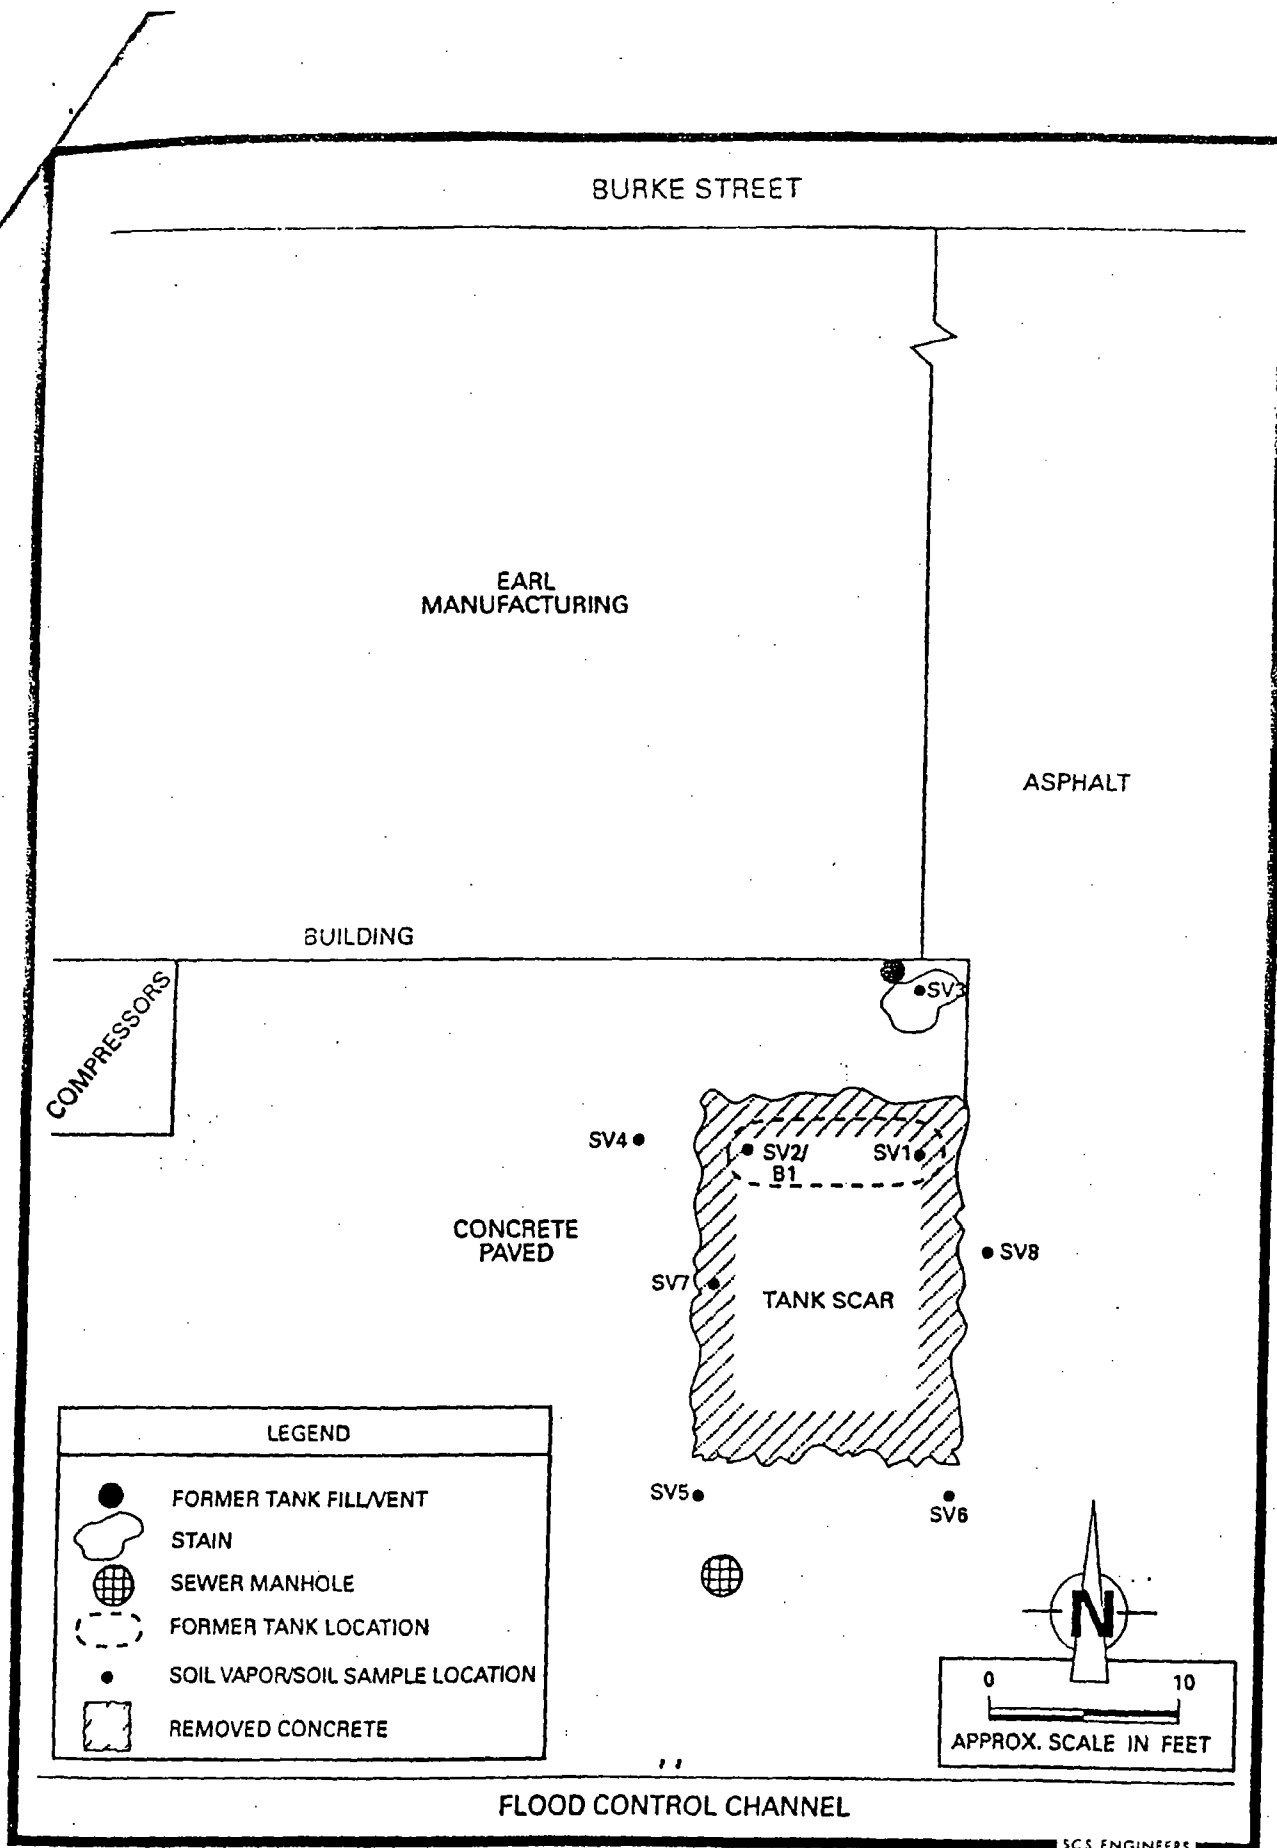 BURKE STREET
EARL
MANUFACTURING
ASPHALT
BUILDING
COMPRESSORS
SV3
SV4
SV2/
B1
SV1
CONCRETE
PAVED
SV8
SV7
TANK SCAR
SV5
SV6
LEGEND
FORMER TANK FILL/VENT
STAIN
SEWER MANHOLE
FORMER TANK LOCATION
SOIL VAPOR/SOIL SAMPLE LOCATION
REMOVED CONCRETE
N
0 10
APPROX. SCALE IN FEET
FLOOD CONTROL CHANNEL
SCS ENGINEERS